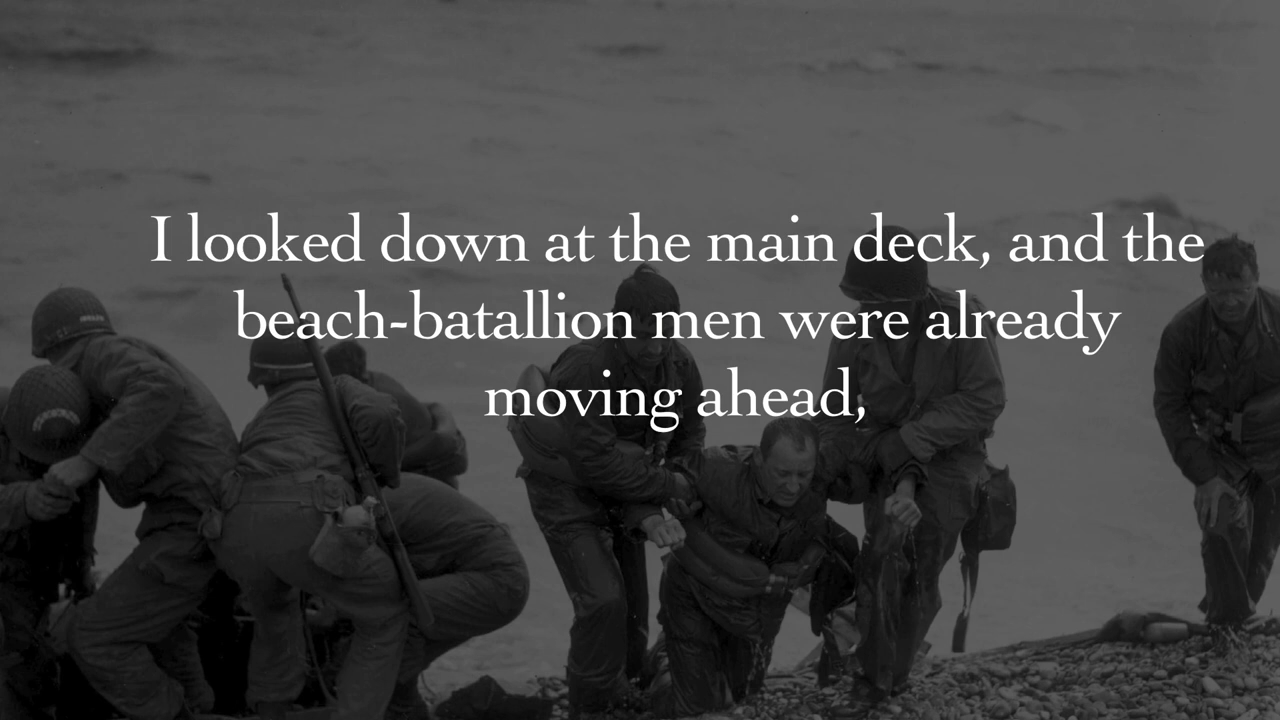 I looked down at the main deck, and the
beach-batallion men were already
moving ahead,